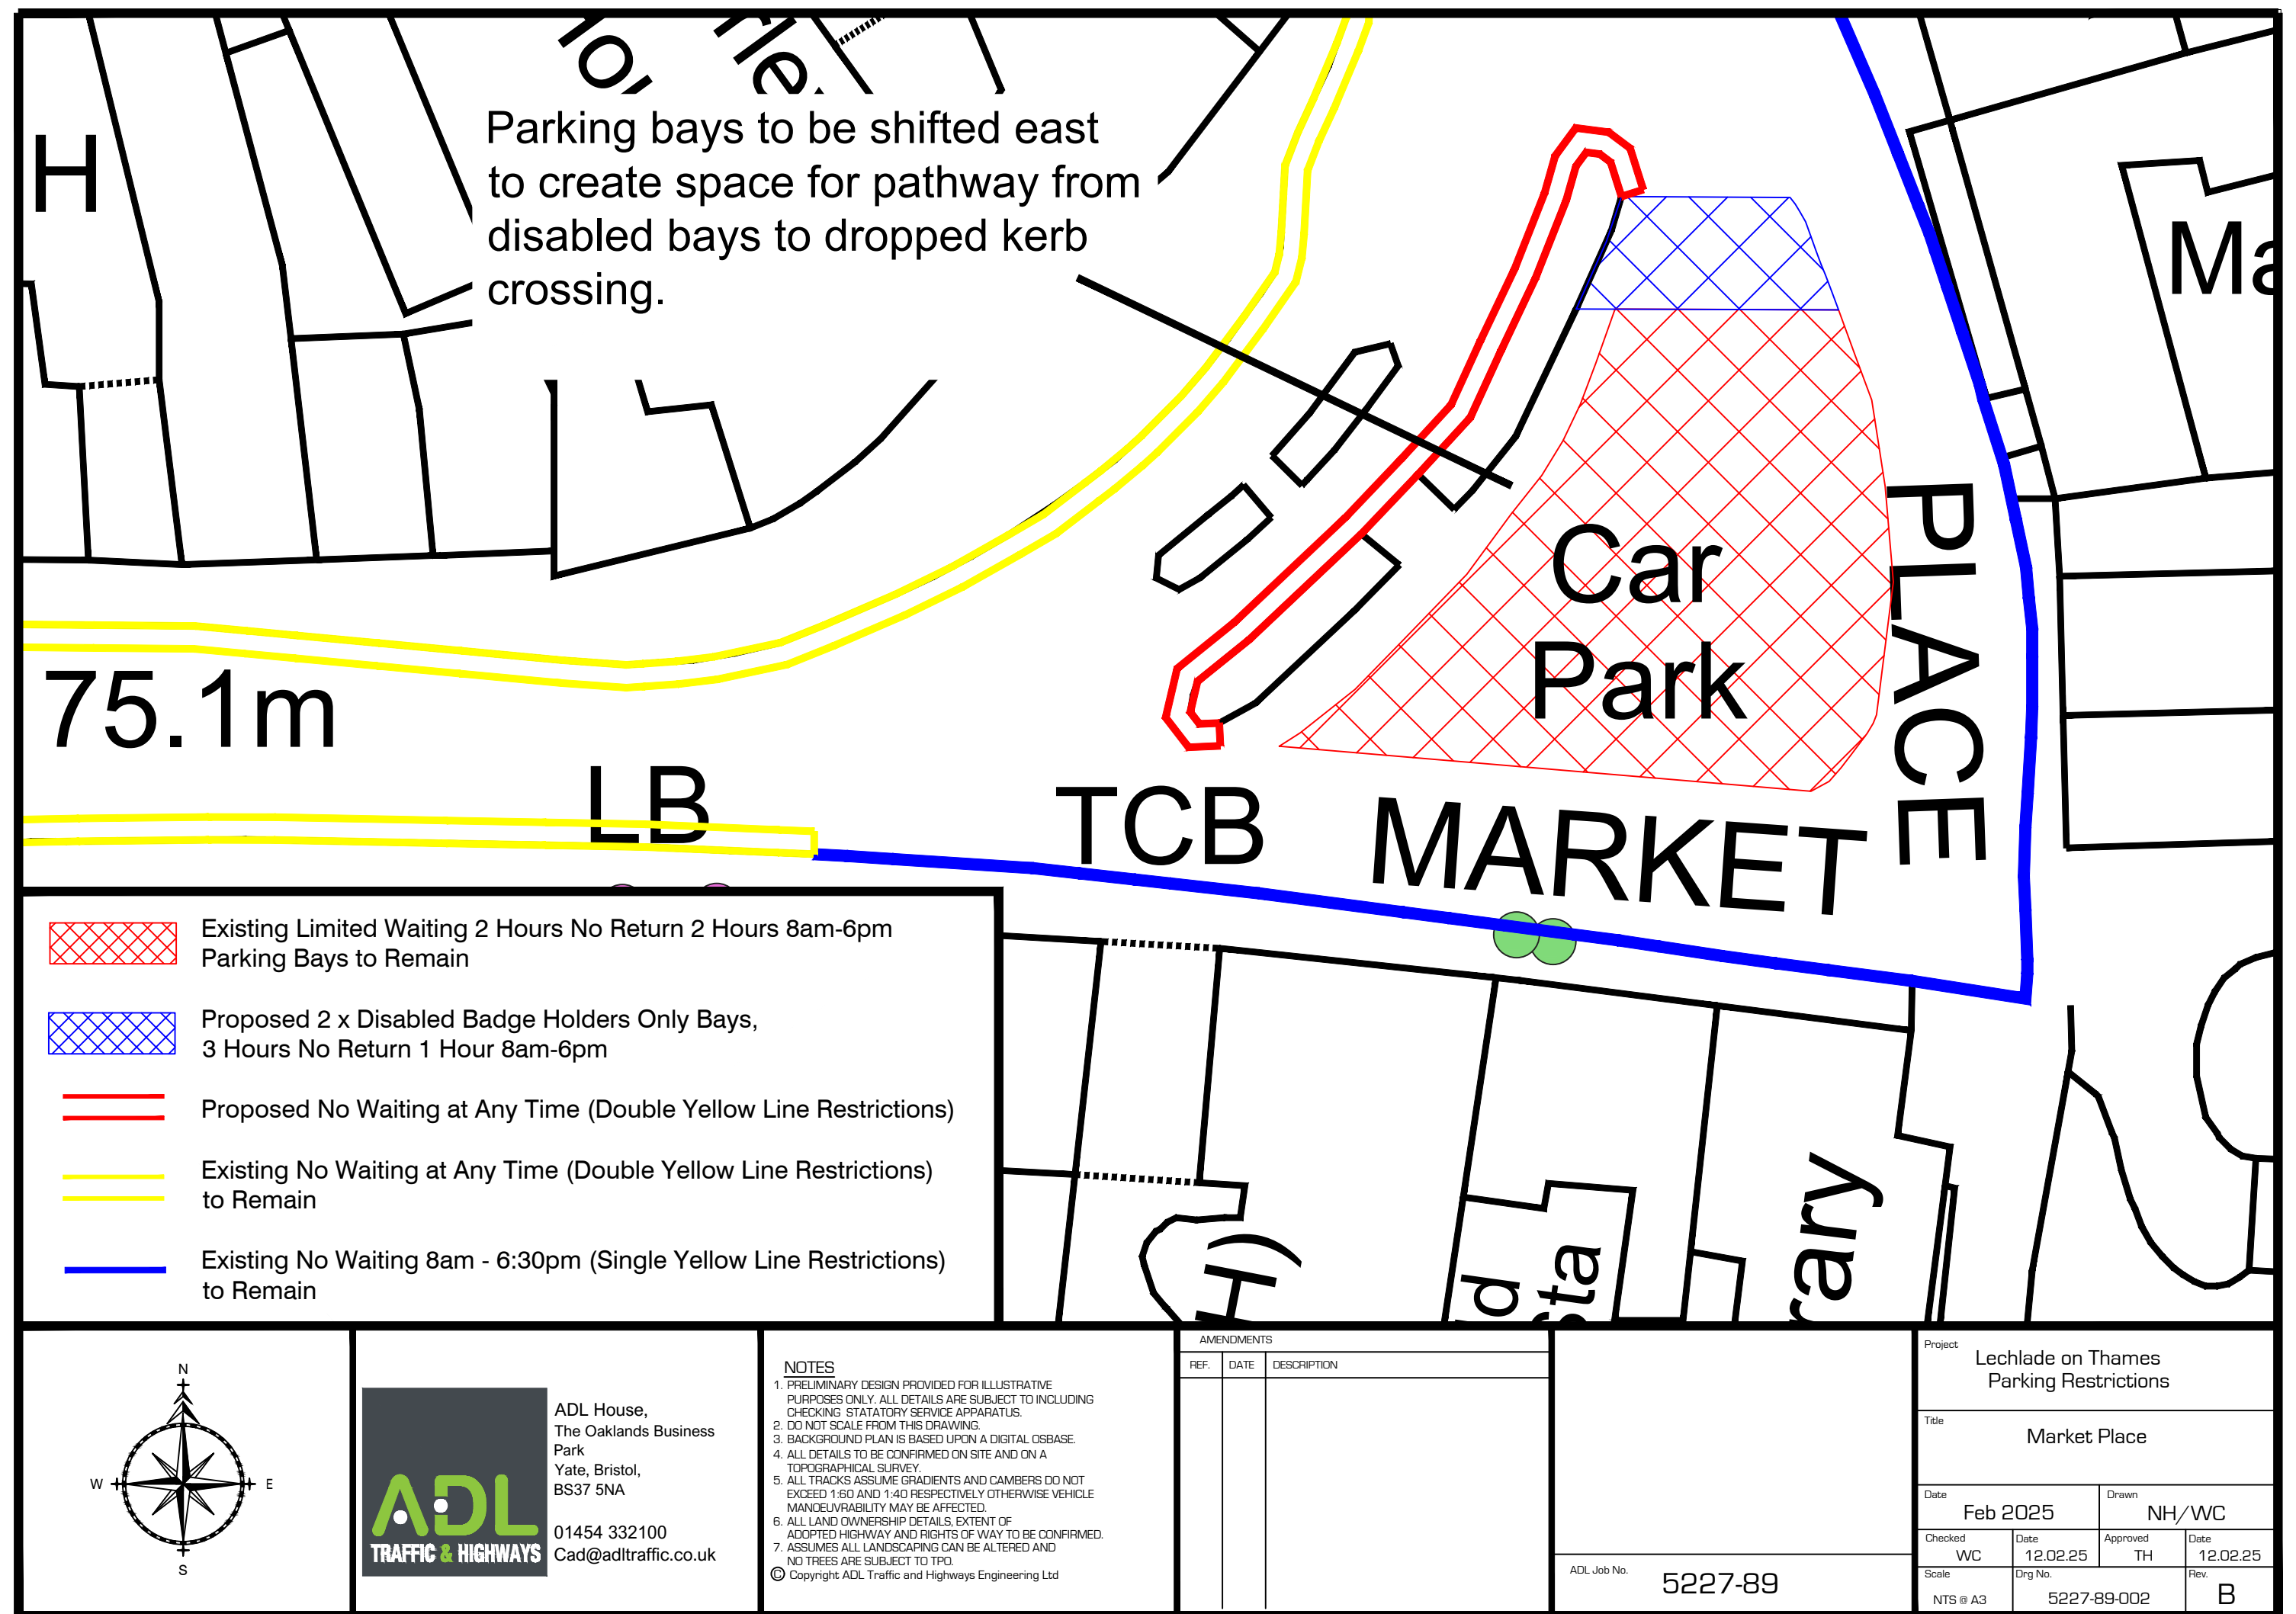 Parking bays to be shifted east
to create space for pathway from
disabled bays to dropped kerb
crossing.
H
Ma
Car
Park
PLACE
75.1m
LB
TCB
MARKET
H)
d
sta
rary
Existing Limited Waiting 2 Hours No Return 2 Hours 8am-6pm
Parking Bays to Remain
Proposed 2 x Disabled Badge Holders Only Bays,
3 Hours No Return 1 Hour 8am-6pm
Proposed No Waiting at Any Time (Double Yellow Line Restrictions)
Existing No Waiting at Any Time (Double Yellow Line Restrictions)
to Remain
Existing No Waiting 8am - 6:30pm (Single Yellow Line Restrictions)
to Remain
N
W E
S
ADL
TRAFFIC & HIGHWAYS
ADL House,
The Oaklands Business
Park
Yate, Bristol,
BS37 5NA
01454 332100
Cad@adltraffic.co.uk
NOTES
1. PRELIMINARY DESIGN PROVIDED FOR ILLUSTRATIVE
PURPOSES ONLY. ALL DETAILS ARE SUBJECT TO INCLUDING
CHECKING STATATORY SERVICE APPARATUS.
2. DO NOT SCALE FROM THIS DRAWING.
3. BACKGROUND PLAN IS BASED UPON A DIGITAL OSBASE.
4. ALL DETAILS TO BE CONFIRMED ON SITE AND ON A
TOPOGRAPHICAL SURVEY.
5. ALL TRACKS ASSUME GRADIENTS AND CAMBERS DO NOT
EXCEED 1:60 AND 1:40 RESPECTIVELY OTHERWISE VEHICLE
MANOEUVRABILITY MAY BE AFFECTED.
6. ALL LAND OWNERSHIP DETAILS, EXTENT OF
ADOPTED HIGHWAY AND RIGHTS OF WAY TO BE CONFIRMED.
7. ASSUMES ALL LANDSCAPING CAN BE ALTERED AND
NO TREES ARE SUBJECT TO TPO.
© Copyright ADL Traffic and Highways Engineering Ltd
AMENDMENTS
REF. DATE DESCRIPTION
ADL Job No. 5227-89
Project
Lechlade on Thames
Parking Restrictions
Title
Market Place
Date Drawn
Feb 2025 NH/WC
Checked Date Approved Date
WC 12.02.25 TH 12.02.25
Scale Drg No. Rev.
NTS @ A3 5227-89-002 B